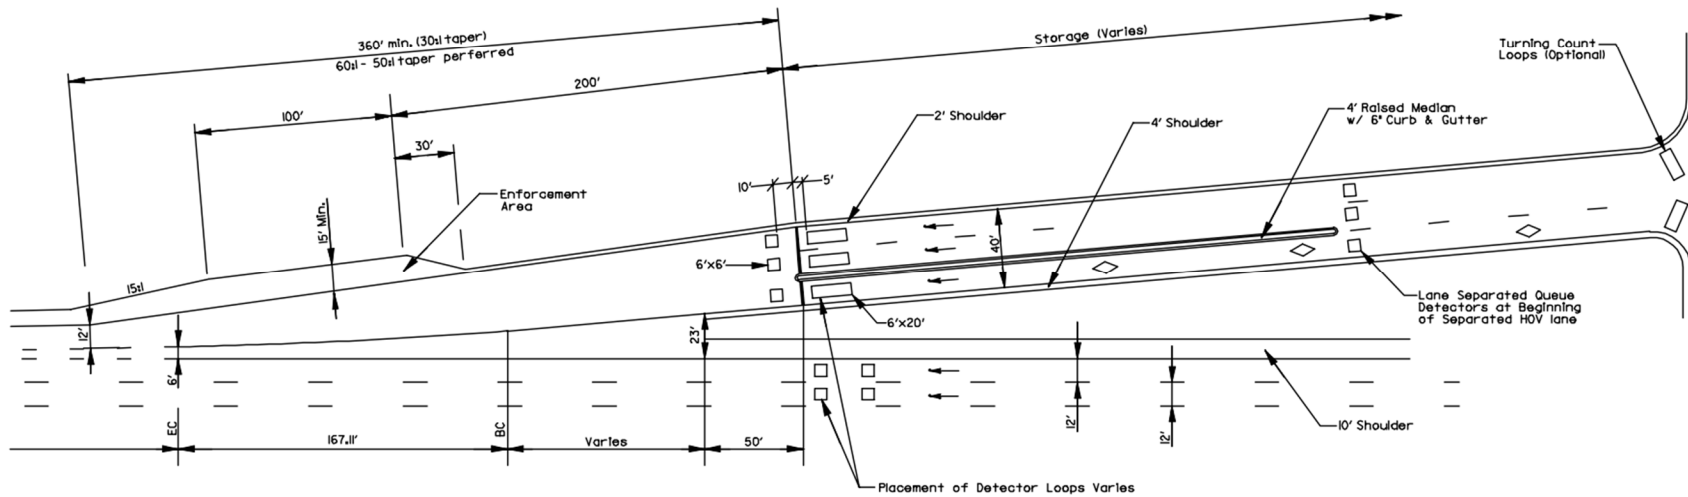 360' min. (30:1 taper)
60:1 - 50:1 taper perferred
Storage (Varies)
Turning Count
Loops (Optional)
200'
100'
30'
2' Shoulder
4' Shoulder
4' Raised Median
w/ 6" Curb & Gutter
10'
5'
Enforcement
Area
15' Min.
6'x6'
40'
15:1
6'x20'
Lane Separated Queue
Detectors at Beginning
of Separated HOV lane
12'
23'
6'
12'
12'
10' Shoulder
EC
167.11'
BC
Varies
50'
Placement of Detector Loops Varies